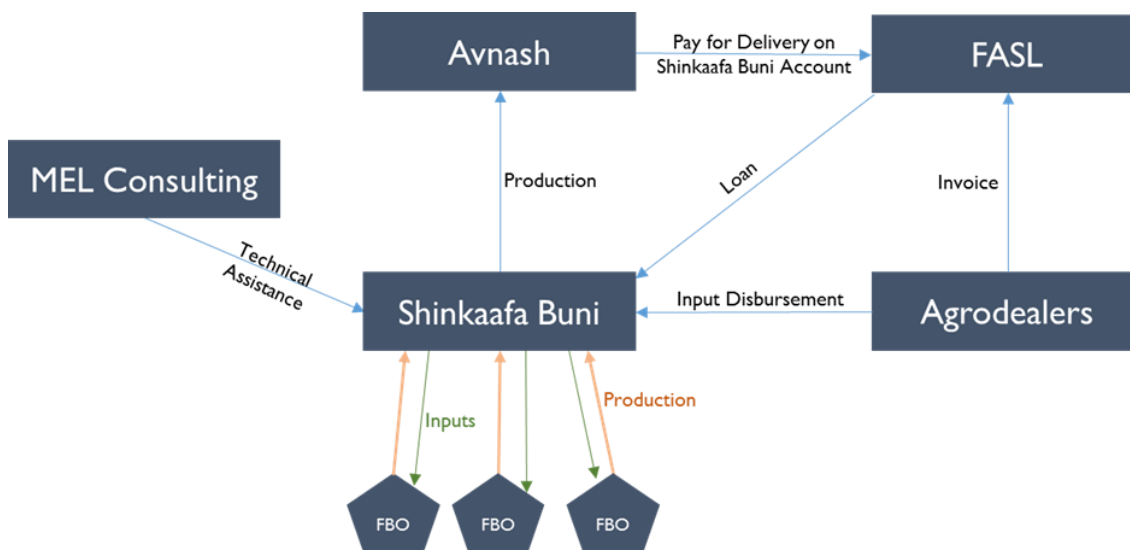 Avnash
Pay for Delivery on
Shinkaafa Buni Account
FASL
MEL Consulting
Production
Loan
Invoice
Technical
Assistance
Shinkaafa Buni
Input Disbursement
Agrodealers
Inputs
Production
FBO
FBO
FBO